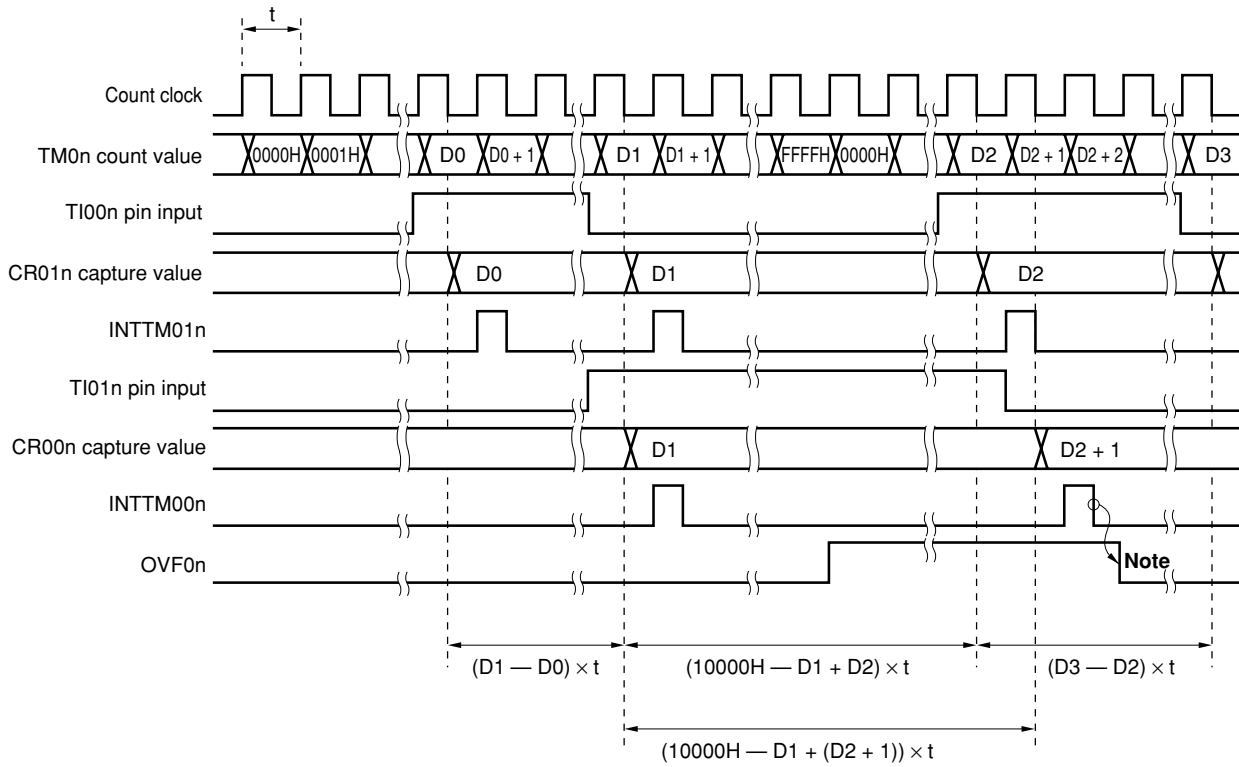 t
Count clock
TM0n count value
0000H 0001H D0 D0 + 1 D1 D1 + 1 FFFFH 0000H D2 D2 + 1 D2 + 2 D3
TI00n pin input
CR01n capture value
D0 D1 D2
INTTM01n
TI01n pin input
CR00n capture value
D1 D2 + 1
INTTM00n
OVF0n
Note
(D1 — D0) × t (10000H — D1 + D2) × t (D3 — D2) × t
(10000H — D1 + (D2 + 1)) × t